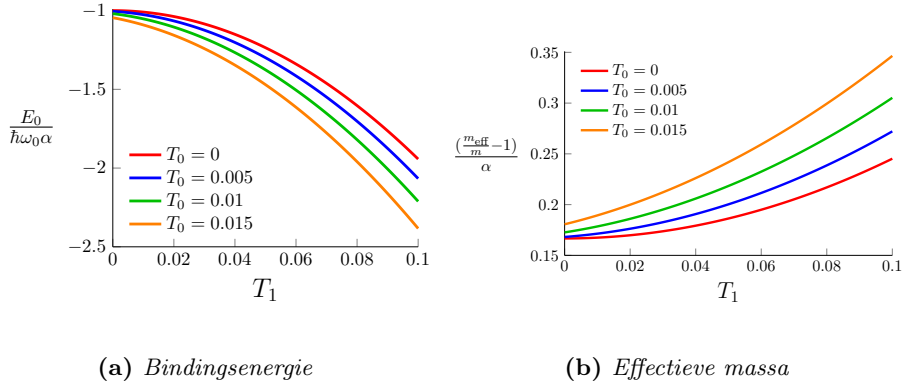 −1
−1.5
−2
−2.5
E₀
ħω₀α
T₀ = 0
T₀ = 0.005
T₀ = 0.01
T₀ = 0.015
0 0.02 0.04 0.06 0.08 0.1
T₁
(a) Bindingsenergie
0.35
0.3
0.25
0.2
0.15
(m_eff/m −1)
α
T₀ = 0
T₀ = 0.005
T₀ = 0.01
T₀ = 0.015
0 0.02 0.04 0.06 0.08 0.1
T₁
(b) Effectieve massa